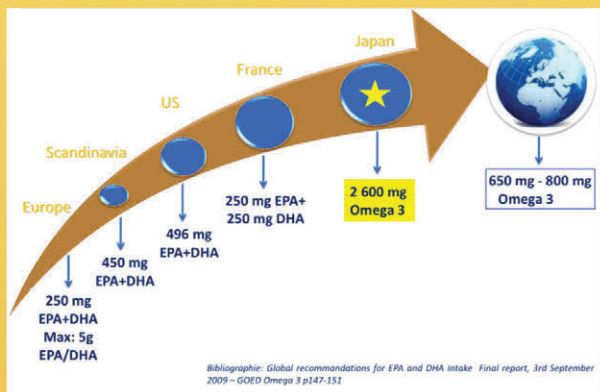 Japan
France
US
Scandinavia
Europe
250 mg
EPA+DHA
Max: 5g
EPA/DHA
450 mg
EPA+DHA
496 mg
EPA+DHA
250 mg EPA+
250 mg DHA
2 600 mg
Omega 3
650 mg - 800 mg
Omega 3
Bibliographie: Global recommandations for EPA and DHA Intake Final report, 3rd September
2009 – GOED Omega 3 p147-151